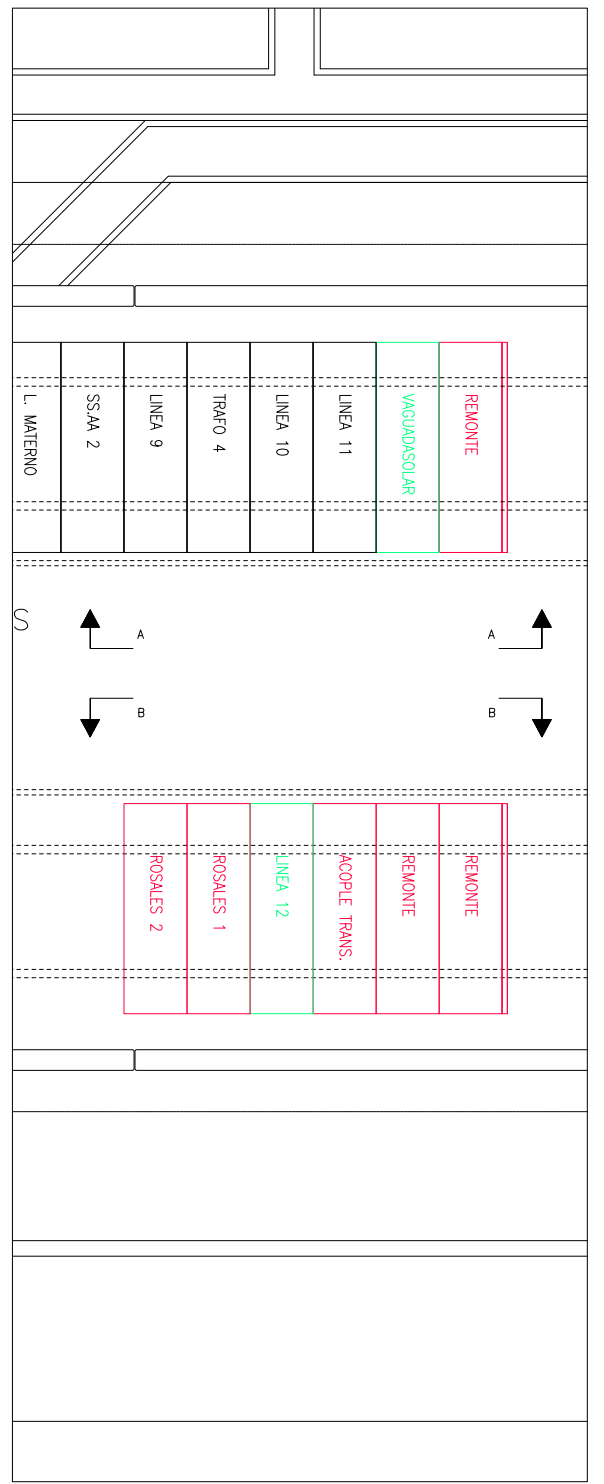 L. MATERNO
SS.AA 2
LINEA 9
TRAFO 4
LINEA 10
LINEA 11
VAGUADASOLAR
REMONTE
S
A
A
B
B
ROSALES 2
ROSALES 1
LINEA 12
ACOPLE TRANS.
REMONTE
REMONTE